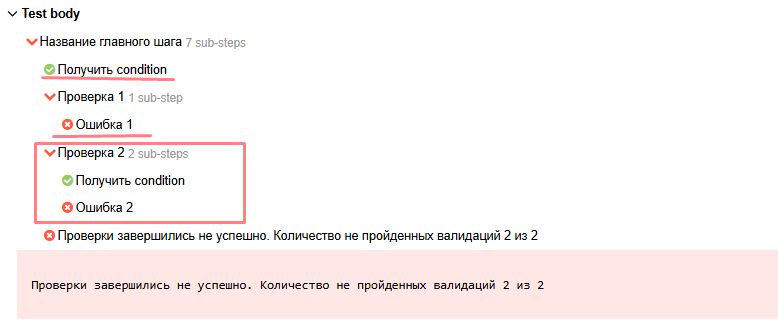 Test body
Название главного шага 7 sub-steps
Получить condition
Проверка 1 1 sub-step
Ошибка 1
Проверка 2 2 sub-steps
Получить condition
Ошибка 2
Проверки завершились не успешно. Количество не пройденных валидаций 2 из 2
Проверки завершились не успешно. Количество не пройденных валидаций 2 из 2